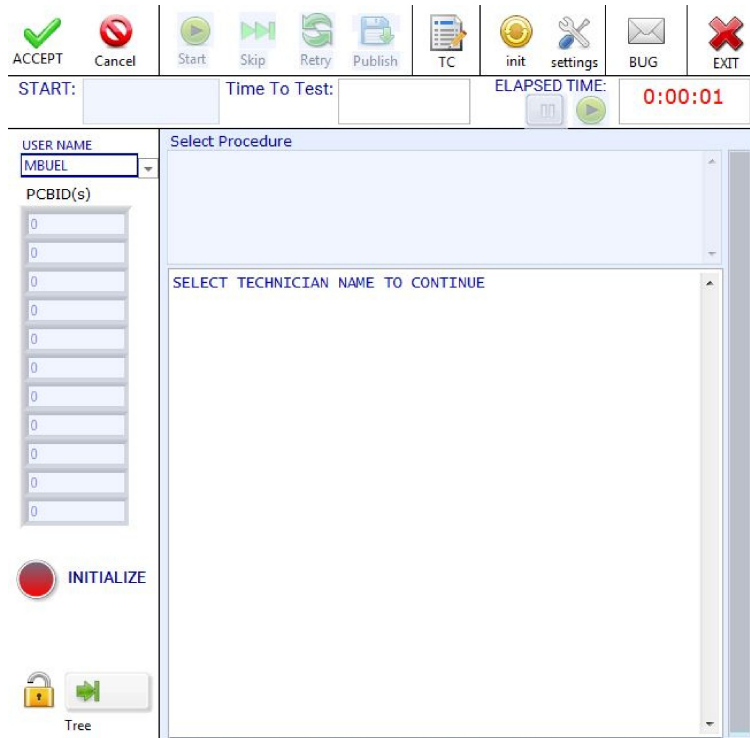 ACCEPT Cancel Start Skip Retry Publish TC init settings BUG EXIT
START: Time To Test: ELAPSED TIME: 0:00:01
USER NAME
MBUEL
PCBID(s)
0
0
0
0
0
0
0
0
0
0
0
INITIALIZE
Tree
Select Procedure
SELECT TECHNICIAN NAME TO CONTINUE